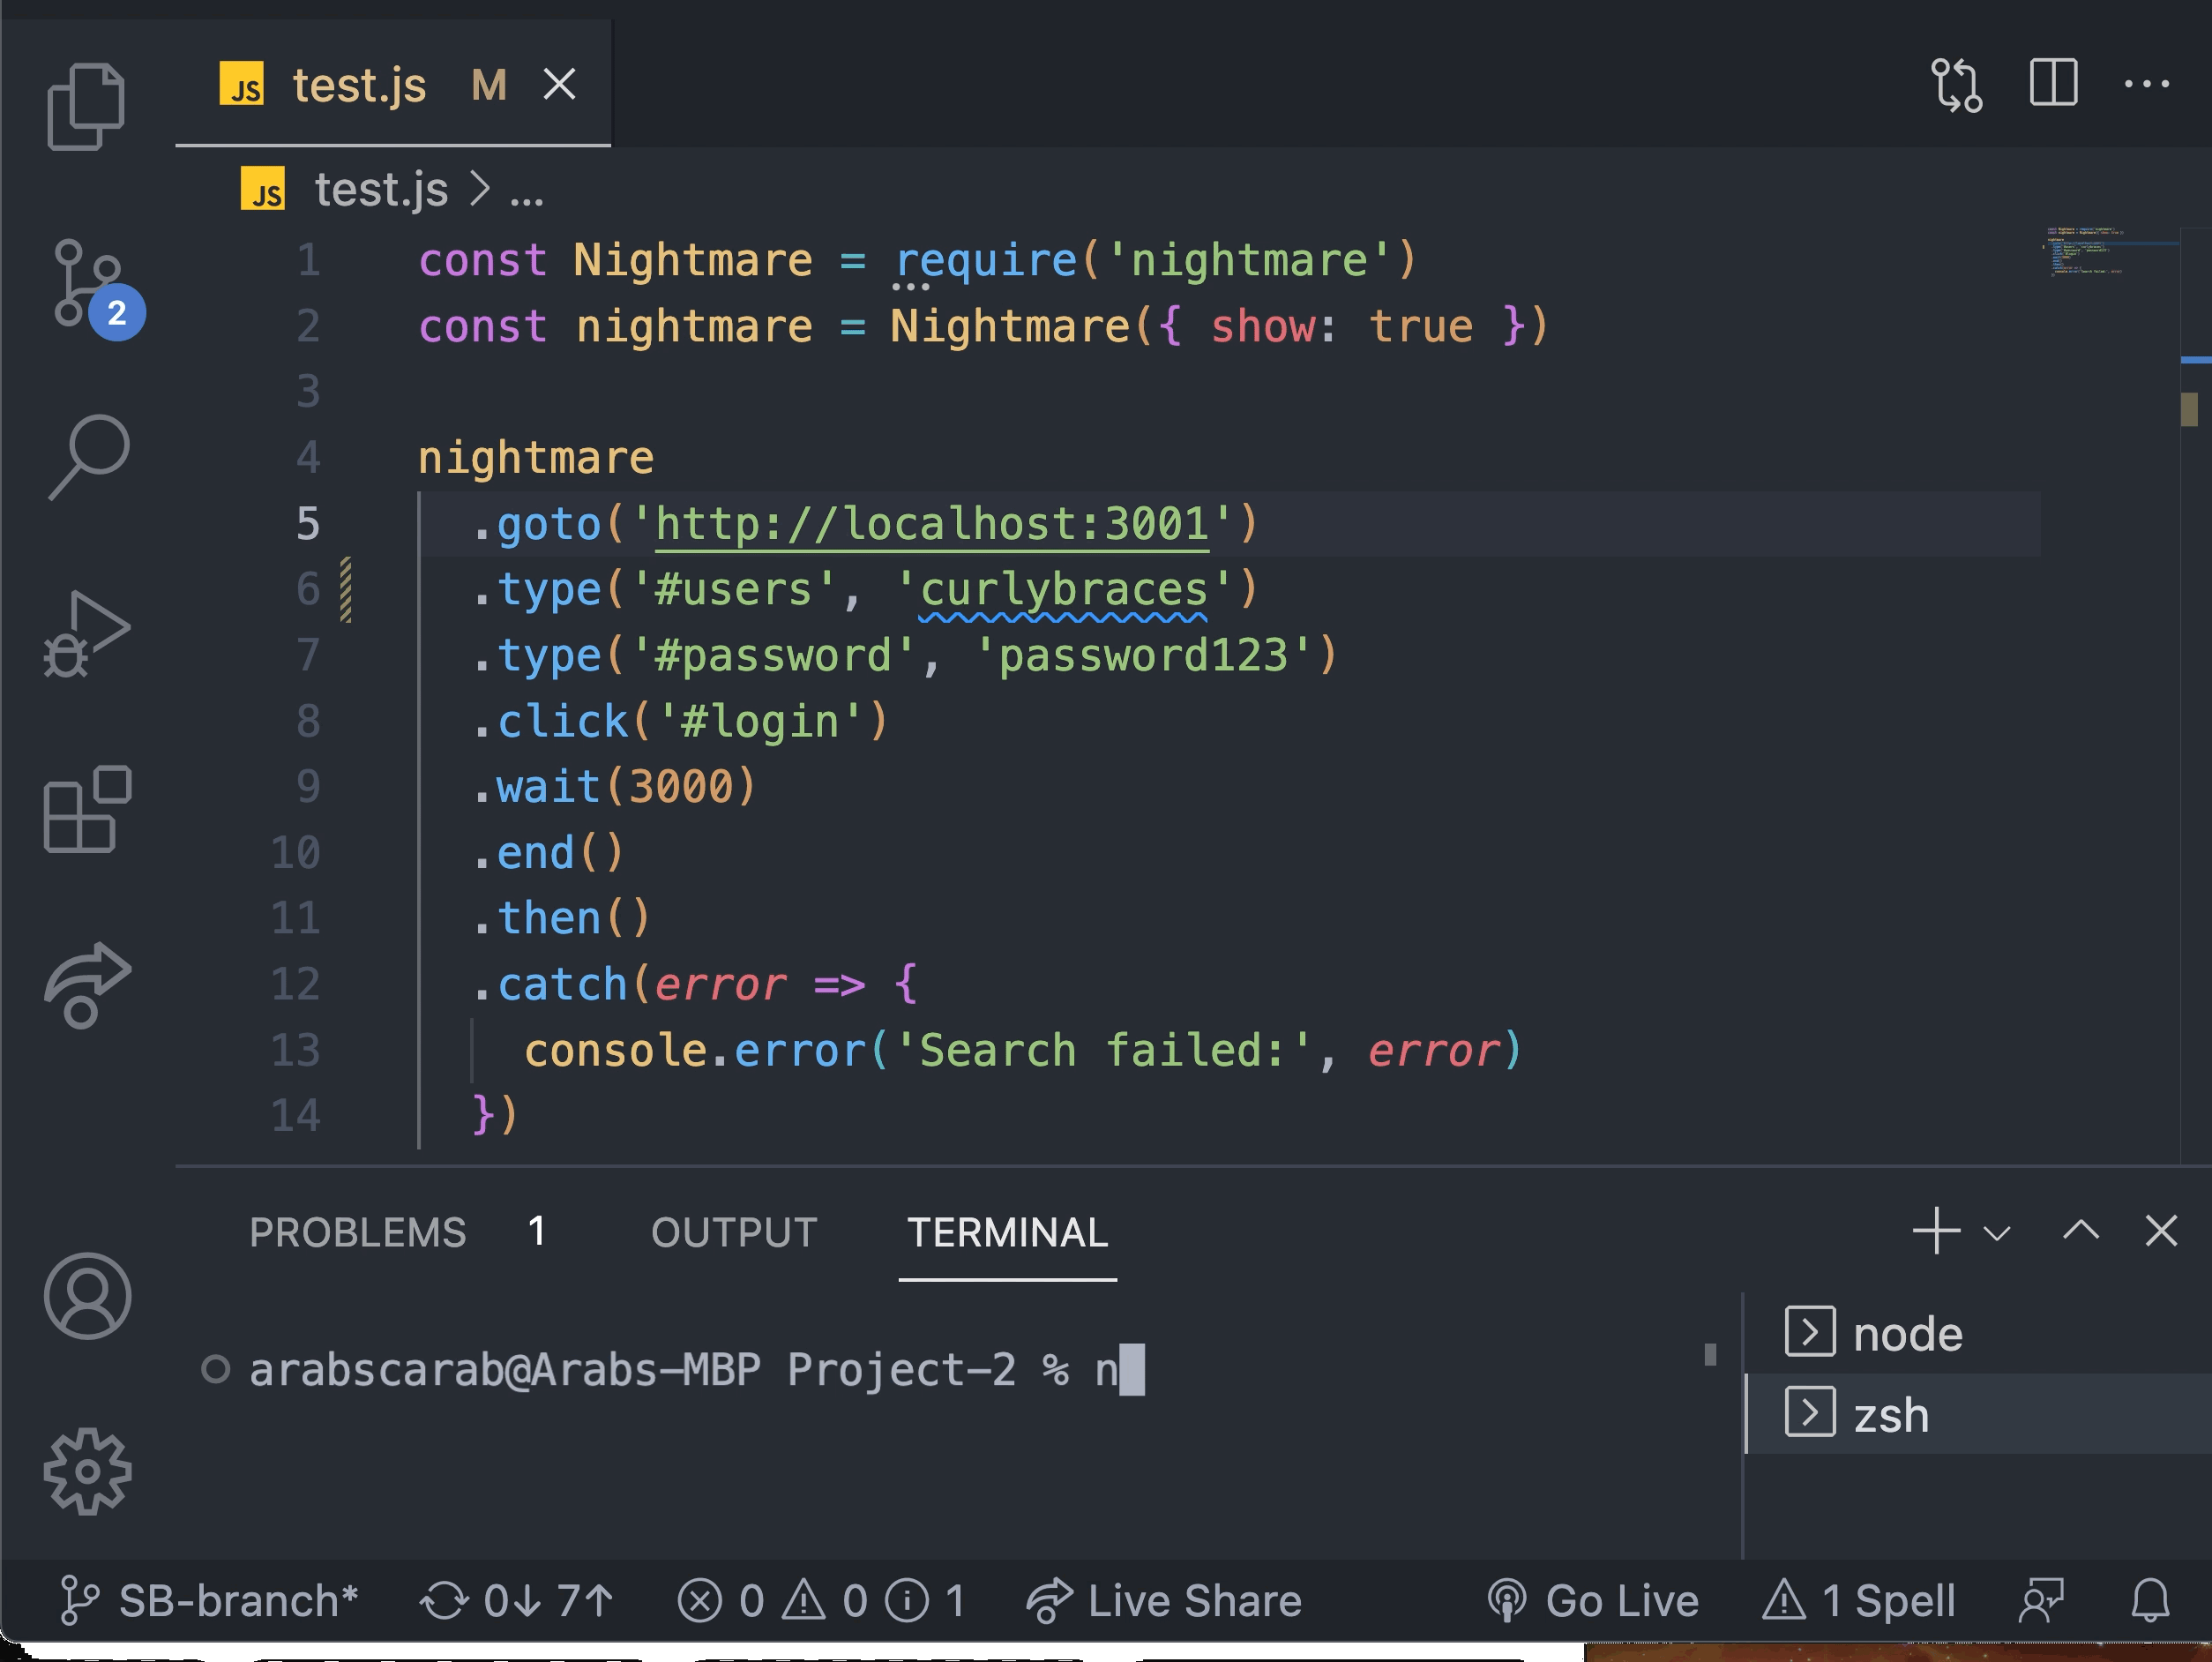 JS test.js M
JS test.js > ...
1 const Nightmare = require('nightmare')
2 const nightmare = Nightmare({ show: true })
3
4 nightmare
5 .goto('http://localhost:3001')
6 .type('#users', 'curlybraces')
7 .type('#password', 'password123')
8 .click('#login')
9 .wait(3000)
10 .end()
11 .then()
12 .catch(error => {
13 console.error('Search failed:', error)
14 })
2
PROBLEMS 1 OUTPUT TERMINAL
arabscarab@Arabs-MBP Project-2 % n
node
zsh
SB-branch* 0↓ 7↑ 0 0 1 Live Share Go Live 1 Spell